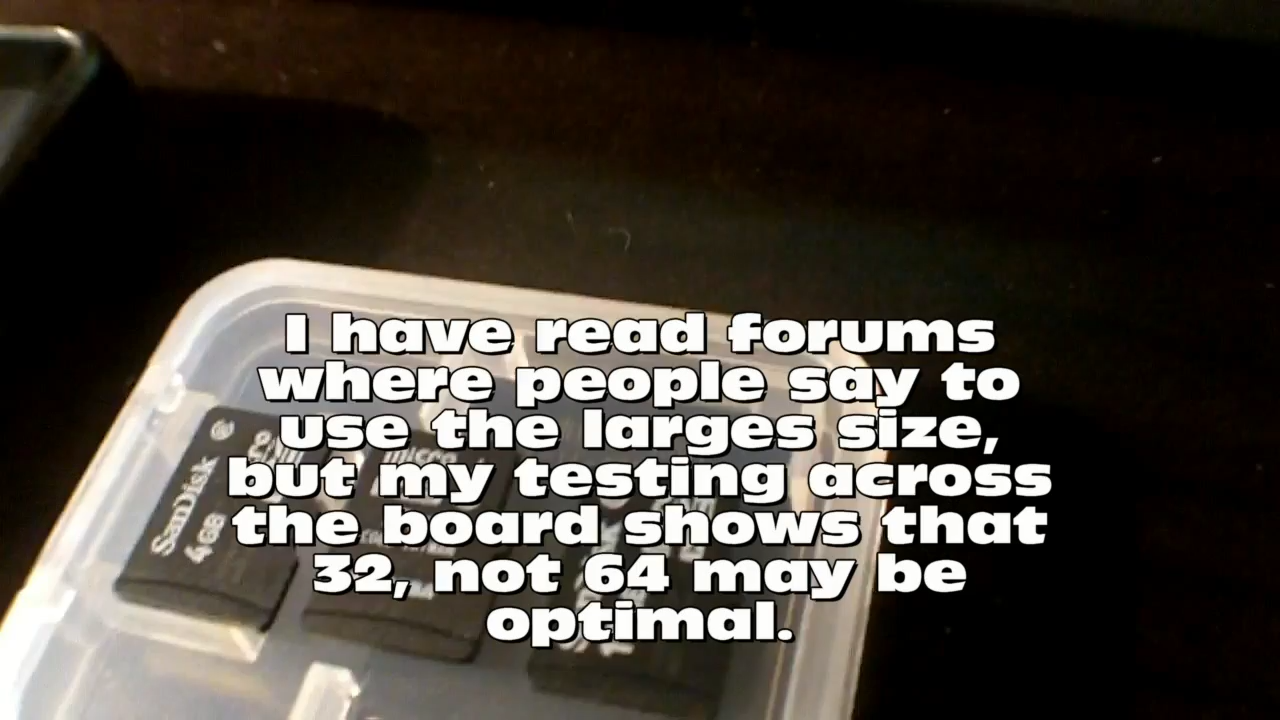 I have read forums
where people say to
use the larges size,
but my testing across
the board shows that
32, not 64 may be
optimal.
SanDisk
4GB
micro